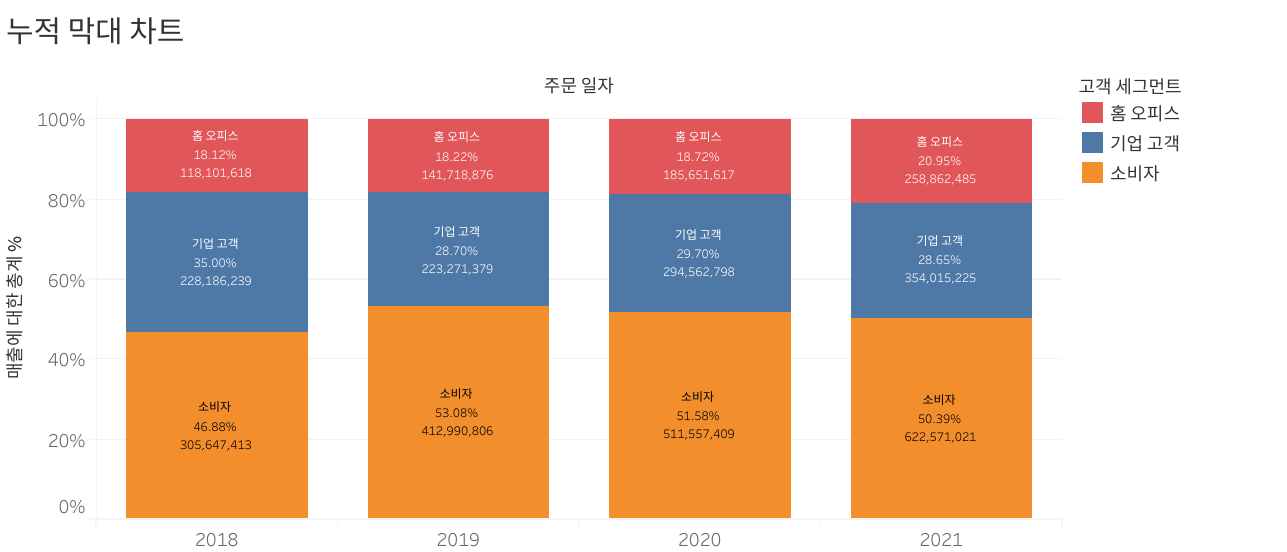 누적 막대 차트
주문 일자
고객 세그먼트
홈 오피스
기업 고객
소비자
매출에 대한 총계 %
100%
80%
60%
40%
20%
0%
홈 오피스
18.12%
118,101,618
기업 고객
35.00%
228,186,239
소비자
46.88%
305,647,413
홈 오피스
18.22%
141,718,876
기업 고객
28.70%
223,271,379
소비자
53.08%
412,990,806
홈 오피스
18.72%
185,651,617
기업 고객
29.70%
294,562,798
소비자
51.58%
511,557,409
홈 오피스
20.95%
258,862,485
기업 고객
28.65%
354,015,225
소비자
50.39%
622,571,021
2018
2019
2020
2021